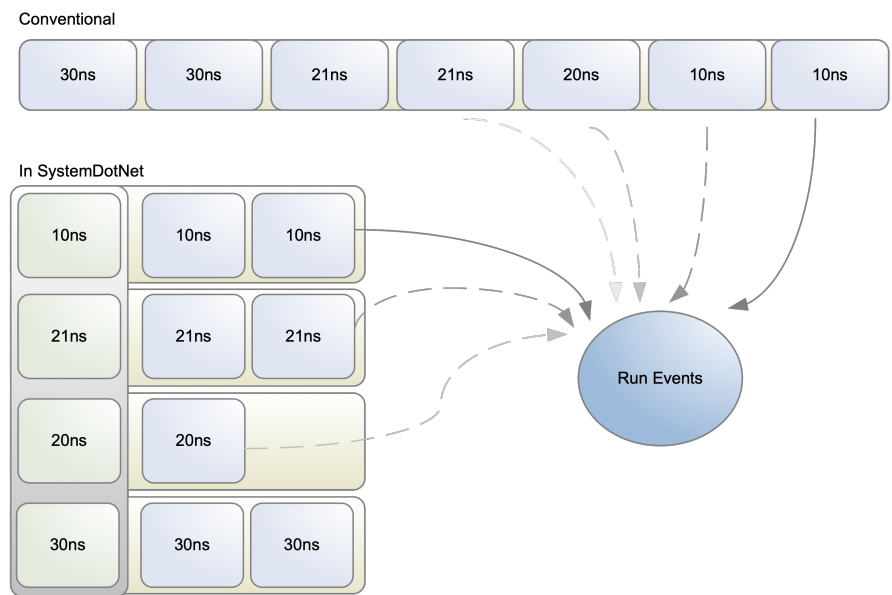 Conventional
30ns 30ns 21ns 21ns 20ns 10ns 10ns
In SystemDotNet
10ns 10ns 10ns
21ns 21ns 21ns
Run Events
20ns 20ns
30ns 30ns 30ns